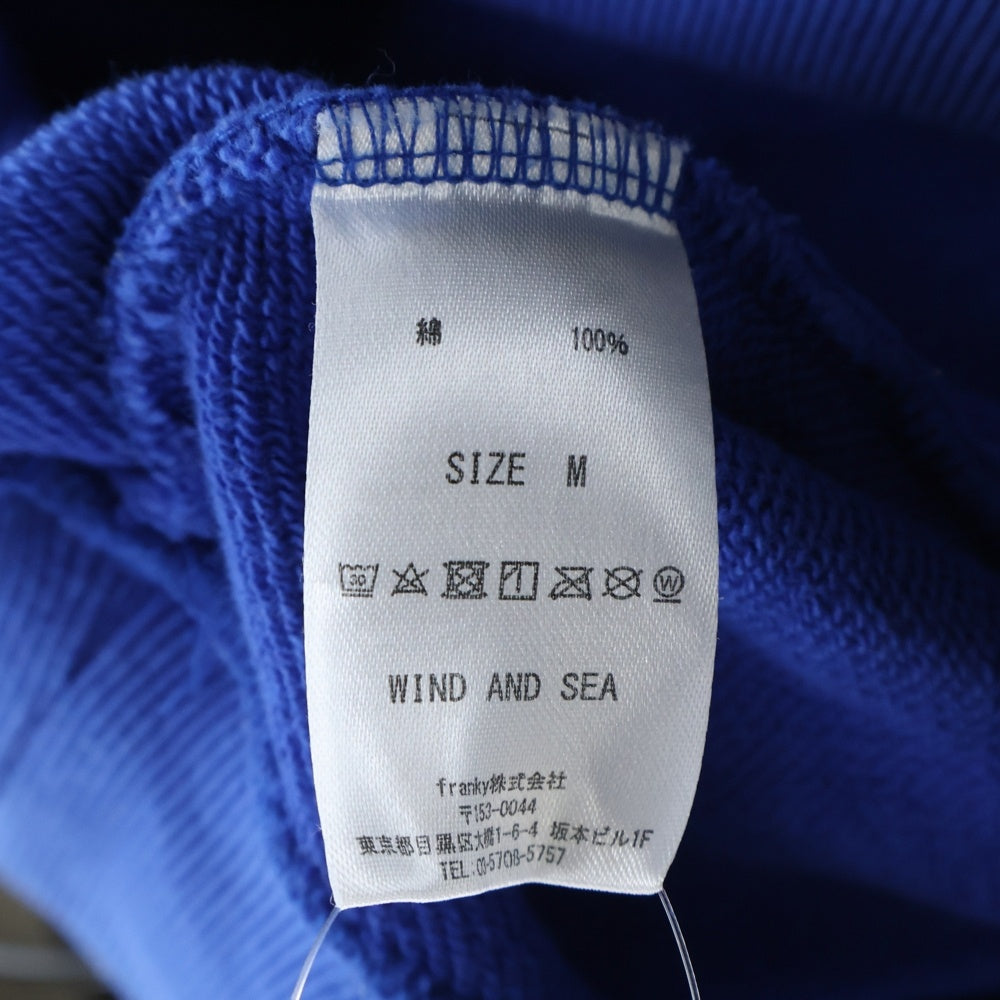 綿 100%
SIZE M
30
W
WIND AND SEA
franky株式会社
〒153-0044
東京都目黒区大橋1-6-4 坂本ビル1F
TEL:03-5708-5757